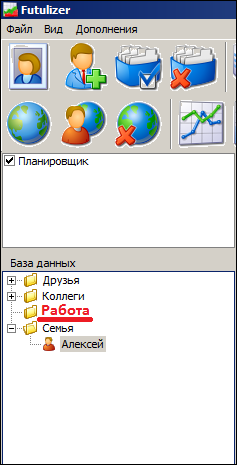 Futulizer
Файл Вид Дополнения
Планировщик
База данных
Друзья
Коллеги
Работа
Семья
Алексей